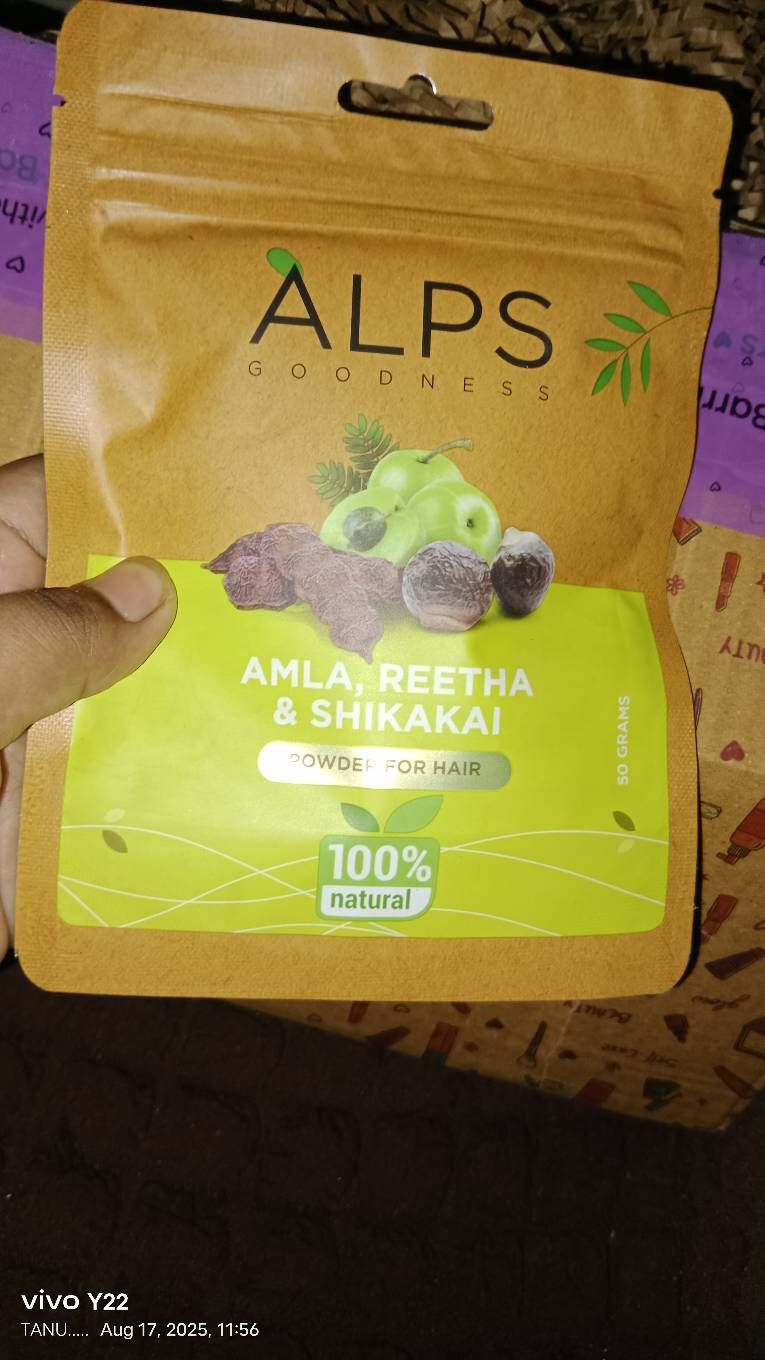 ALPS
GOODNESS
AMLA, REETHA
& SHIKAKAI
POWDER FOR HAIR
50 GRAMS
100%
natural
BEAUTY
vivo Y22
TANU..... Aug 17, 2025, 11:56